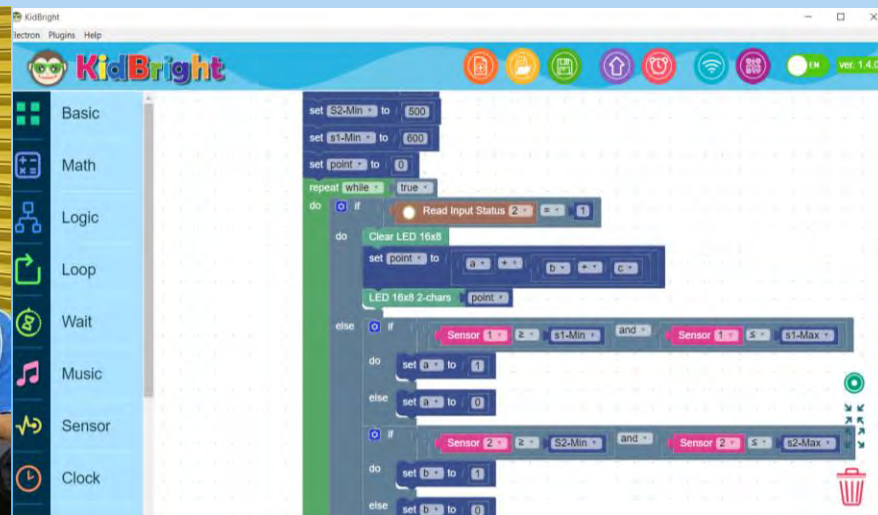 KidBright
lectron Plugins Help
KidBright
EN
ver. 1.4.0
Basic
Math
Logic
Loop
Wait
Music
Sensor
Clock
set S2-Min to 500
set s1-Min to 600
set point to 0
repeat while true
do if Read Input Status 2 = 1
do Clear LED 16x8
set point to a + b + c
LED 16x8 2-chars point
else if Sensor 1 ≥ s1-Min and Sensor 1 ≤ s1-Max
do set a to 1
else set a to 0
if Sensor 2 ≥ S2-Min and Sensor 2 ≤ s2-Max
do set b to 1
else set b to 0